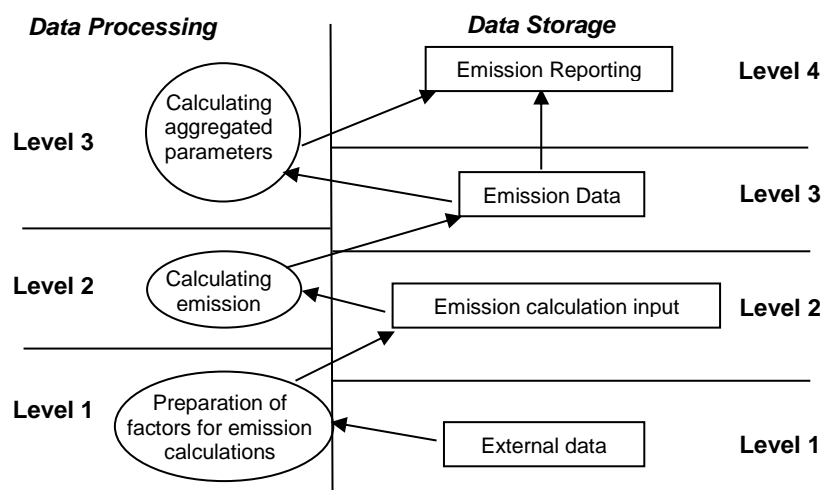 Data Processing
Data Storage
Emission Reporting
Level 4
Calculating
aggregated
parameters
Level 3
Emission Data
Level 3
Level 2
Calculating
emission
Emission calculation input
Level 2
Level 1
Preparation of
factors for emission
calculations
External data
Level 1